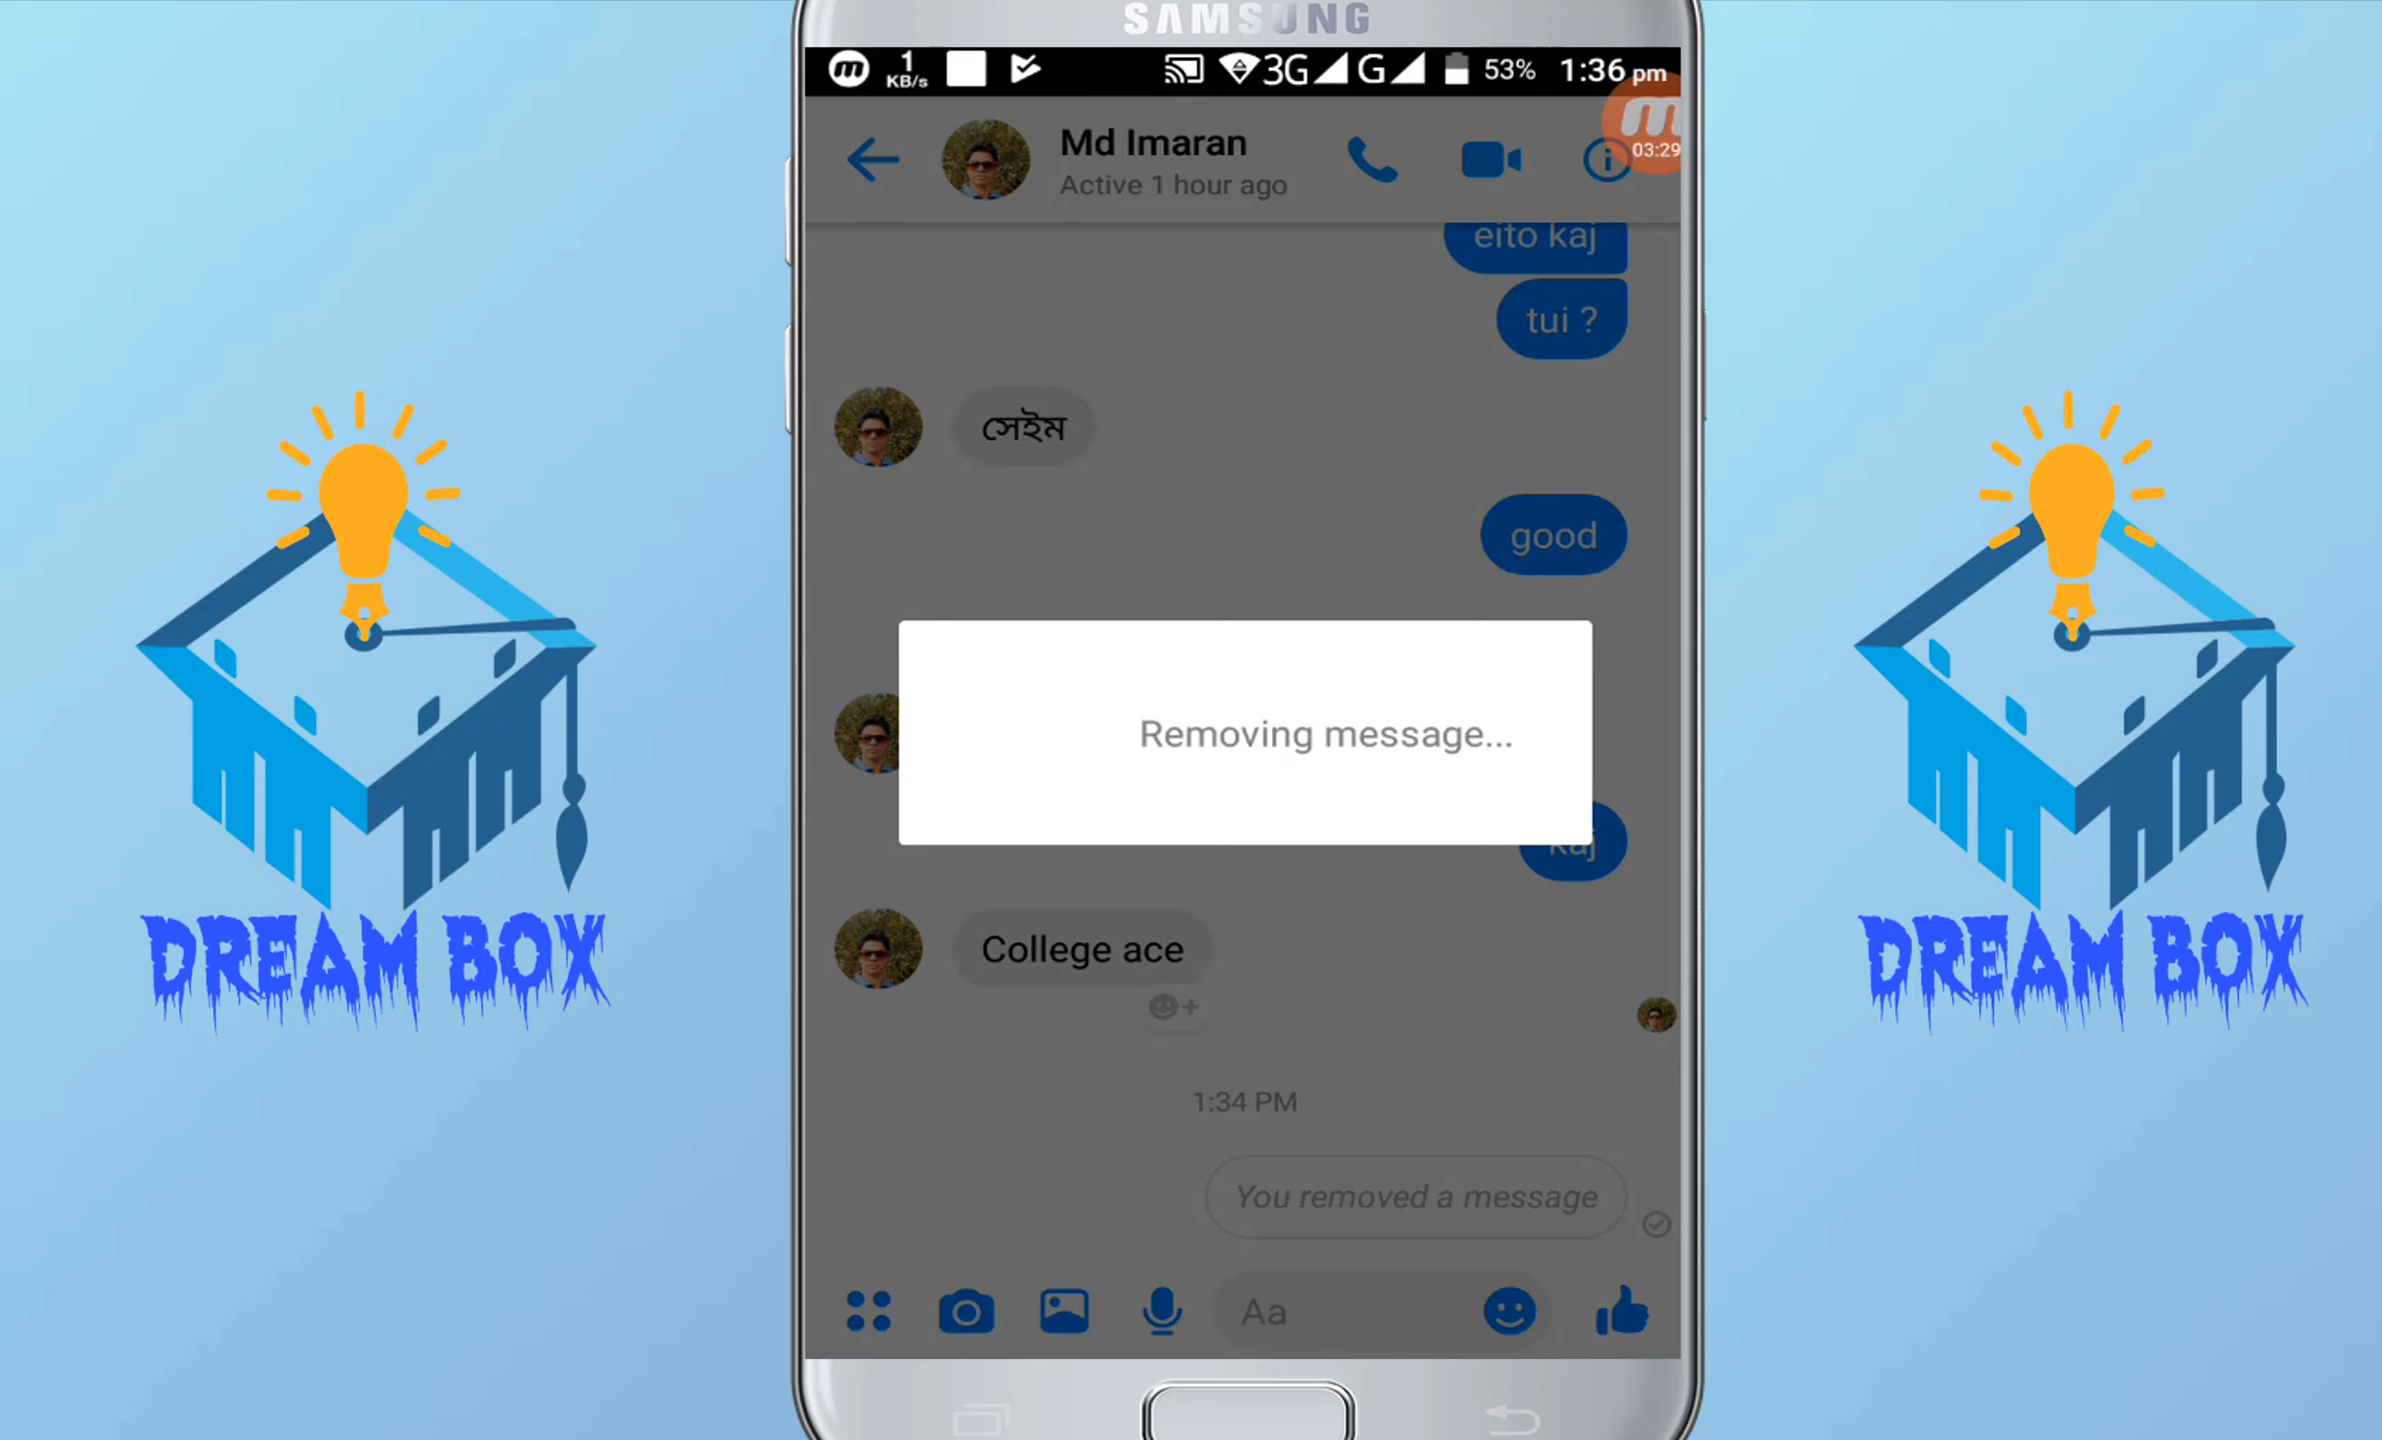 SAMSUNG
1 KB/s 3G G 53% 1:36 pm
Md Imaran
Active 1 hour ago
03:29
eito kaj
tui ?
সেইম
good
Removing message...
kaj
College ace
1:34 PM
You removed a message
Aa
DREAM BOX
DREAM BOX